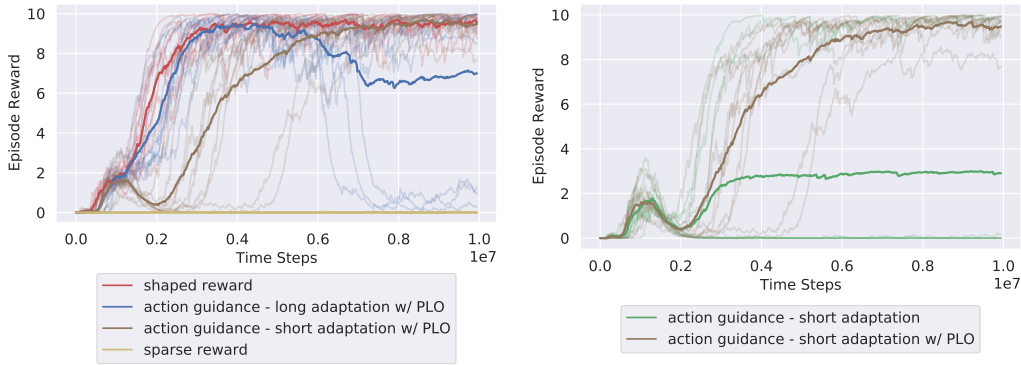 10
8
6
4
2
0
Episode Reward
0.0 0.2 0.4 0.6 0.8 1.0
1e7
Time Steps
shaped reward
action guidance - long adaptation w/ PLO
action guidance - short adaptation w/ PLO
sparse reward
10
8
6
4
2
0
Episode Reward
0.0 0.2 0.4 0.6 0.8 1.0
1e7
Time Steps
action guidance - short adaptation
action guidance - short adaptation w/ PLO